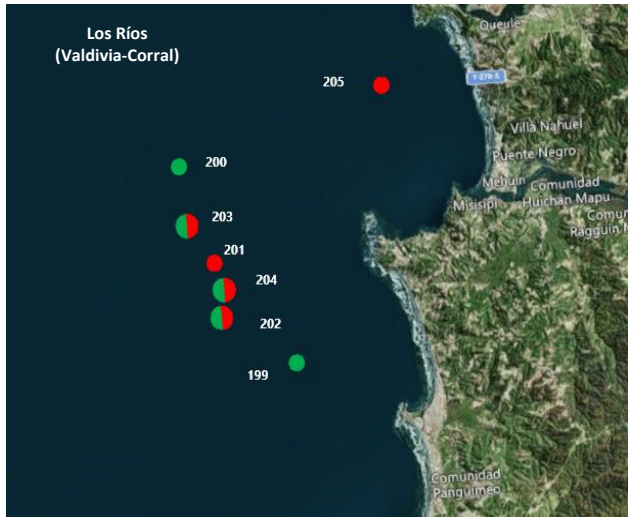 Los Ríos
(Valdivia-Corral)
Queule
205
T-270-S
Villa Nahuel
200
Puente Negro
Mehuin
Comunidad
Misisipi
Huichan Mapu
203
Comu
Ragguin M
201
204
202
199
Comunidad
Panguimeo